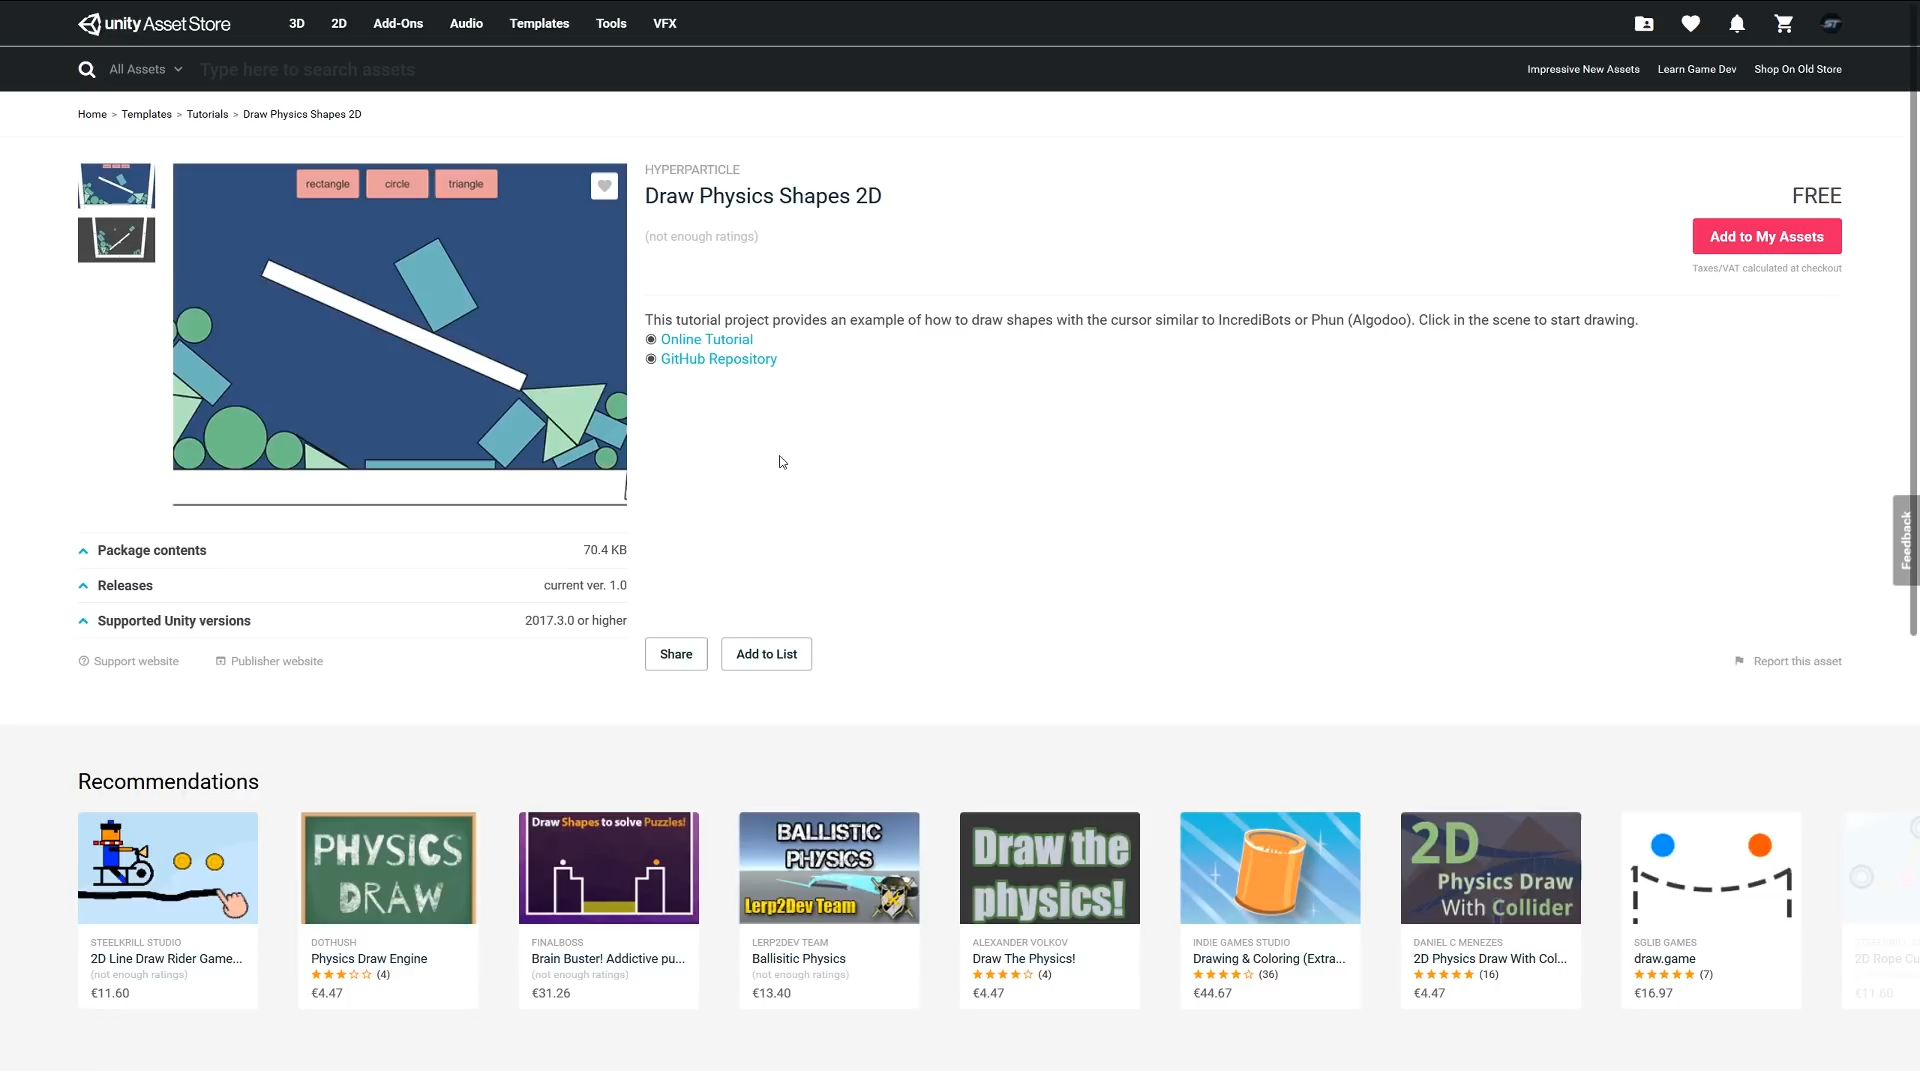 unity Asset Store
3D 2D Add-Ons Audio Templates Tools VFX
ST
All Assets Type here to search assets
Impressive New Assets Learn Game Dev Shop On Old Store
Home > Templates > Tutorials > Draw Physics Shapes 2D
rectangle circle triangle
HYPERPARTICLE
Draw Physics Shapes 2D
(not enough ratings)
FREE
Add to My Assets
Taxes/VAT calculated at checkout
This tutorial project provides an example of how to draw shapes with the cursor similar to IncrediBots or Phun (Algodoo). Click in the scene to start drawing.
◉ Online Tutorial
◉ GitHub Repository
Feedback
Package contents 70.4 KB
Releases current ver. 1.0
Supported Unity versions 2017.3.0 or higher
Support website Publisher website
Share Add to List
Report this asset
Recommendations
PHYSICS
DRAW
Draw Shapes to solve Puzzles!
BALLISTIC
PHYSICS
Lerp2Dev Team
Draw the
physics!
2D
Physics Draw
With Collider
STEELKRILL STUDIO
2D Line Draw Rider Game...
(not enough ratings)
€11.60
DOTHUSH
Physics Draw Engine
(4)
€4.47
FINALBOSS
Brain Buster! Addictive pu...
(not enough ratings)
€31.26
LERP2DEV TEAM
Ballisitic Physics
(not enough ratings)
€13.40
ALEXANDER VOLKOV
Draw The Physics!
(4)
€4.47
INDIE GAMES STUDIO
Drawing & Coloring (Extra...
(36)
€44.67
DANIEL C MENEZES
2D Physics Draw With Col...
(16)
€4.47
SGLIB GAMES
draw.game
(7)
€16.97
2D Rope Cu
€11.60